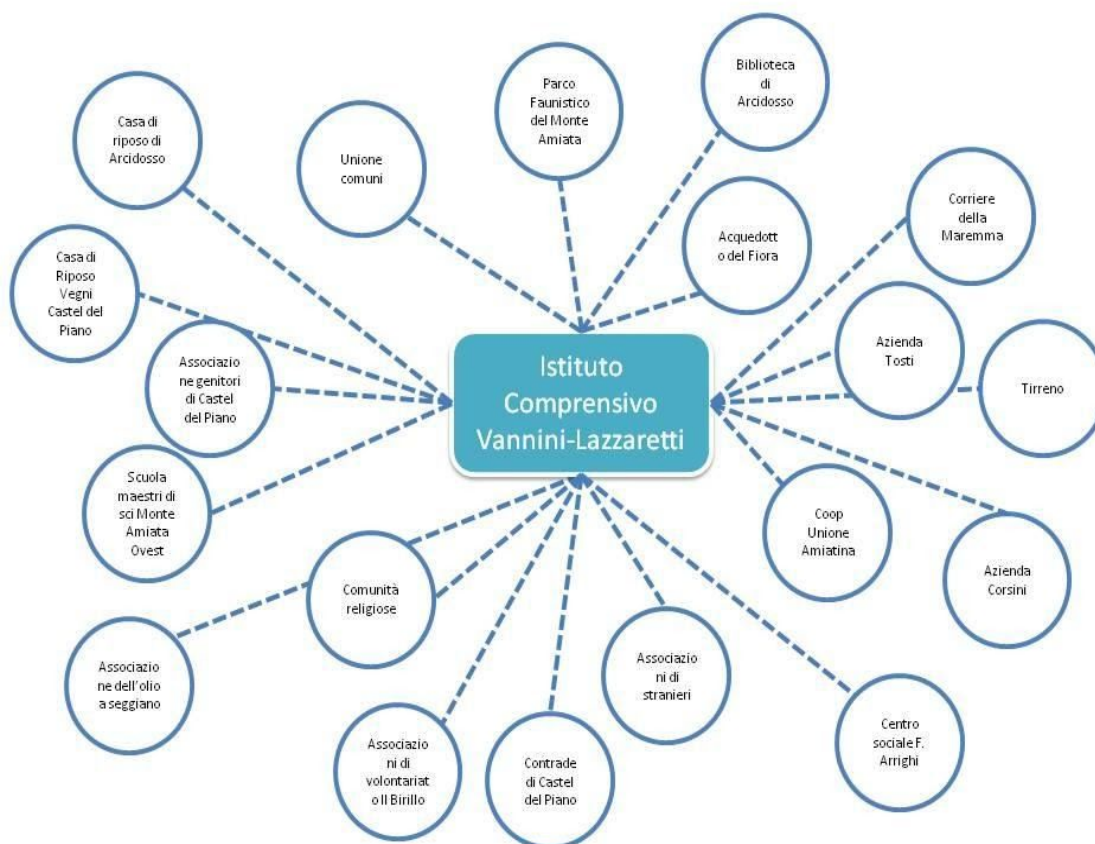 Biblioteca
di
Arcidosso
Parco
Faunistico
del Monte
Amiata
Casa di
riposo di
Arcidosso
Unione
comuni
Corriere
della
Maremma
Acquedott
o del Fiora
Casa di
Riposo
Vegni
Castel del
Piano
Associazio
ne genitori
di Castel
del Piano
Istituto
Comprensivo
Vannini-Lazzaretti
Azienda
Tosti
Tirreno
Scuola
maestri di
sci Monte
Amiata
Ovest
Coop
Unione
Amiatina
Azienda
Corsini
Comunità
religiose
Associazio
ne dell'olio
a seggiano
Associazio
ni di
stranieri
Associazio
ni di
volontariat
o Il Birillo
Contrade
di Castel
del Piano
Centro
sociale F.
Arrighi